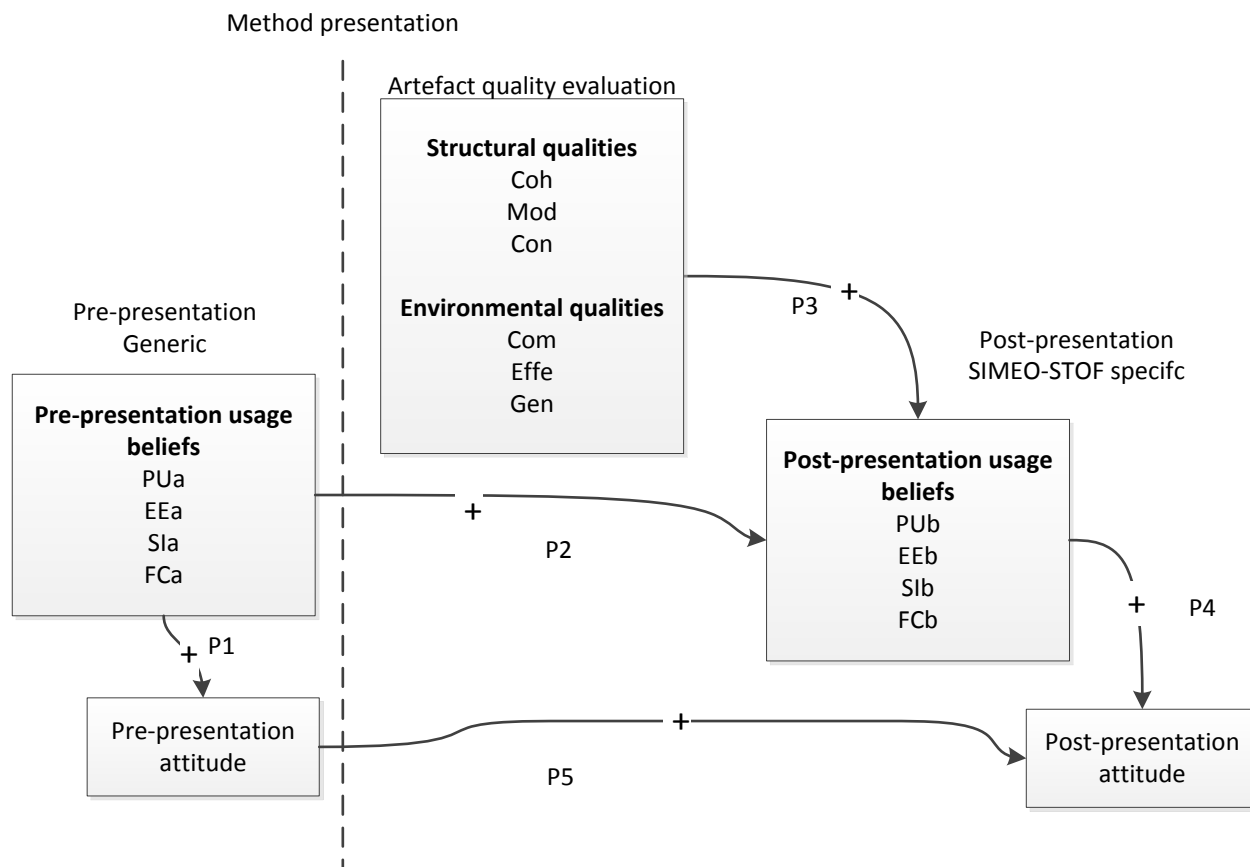 Method presentation
Artefact quality evaluation
Structural qualities
Coh
Mod
Con
Environmental qualities
Com
Effe
Gen
Pre-presentation
Generic
Pre-presentation usage
beliefs
PUa
EEa
SIa
FCa
+
P1
Pre-presentation
attitude
+
P2
P3
+
Post-presentation
SIMEO-STOF specifc
Post-presentation usage
beliefs
PUb
EEb
SIb
FCb
+
P4
+
P5
Post-presentation
attitude